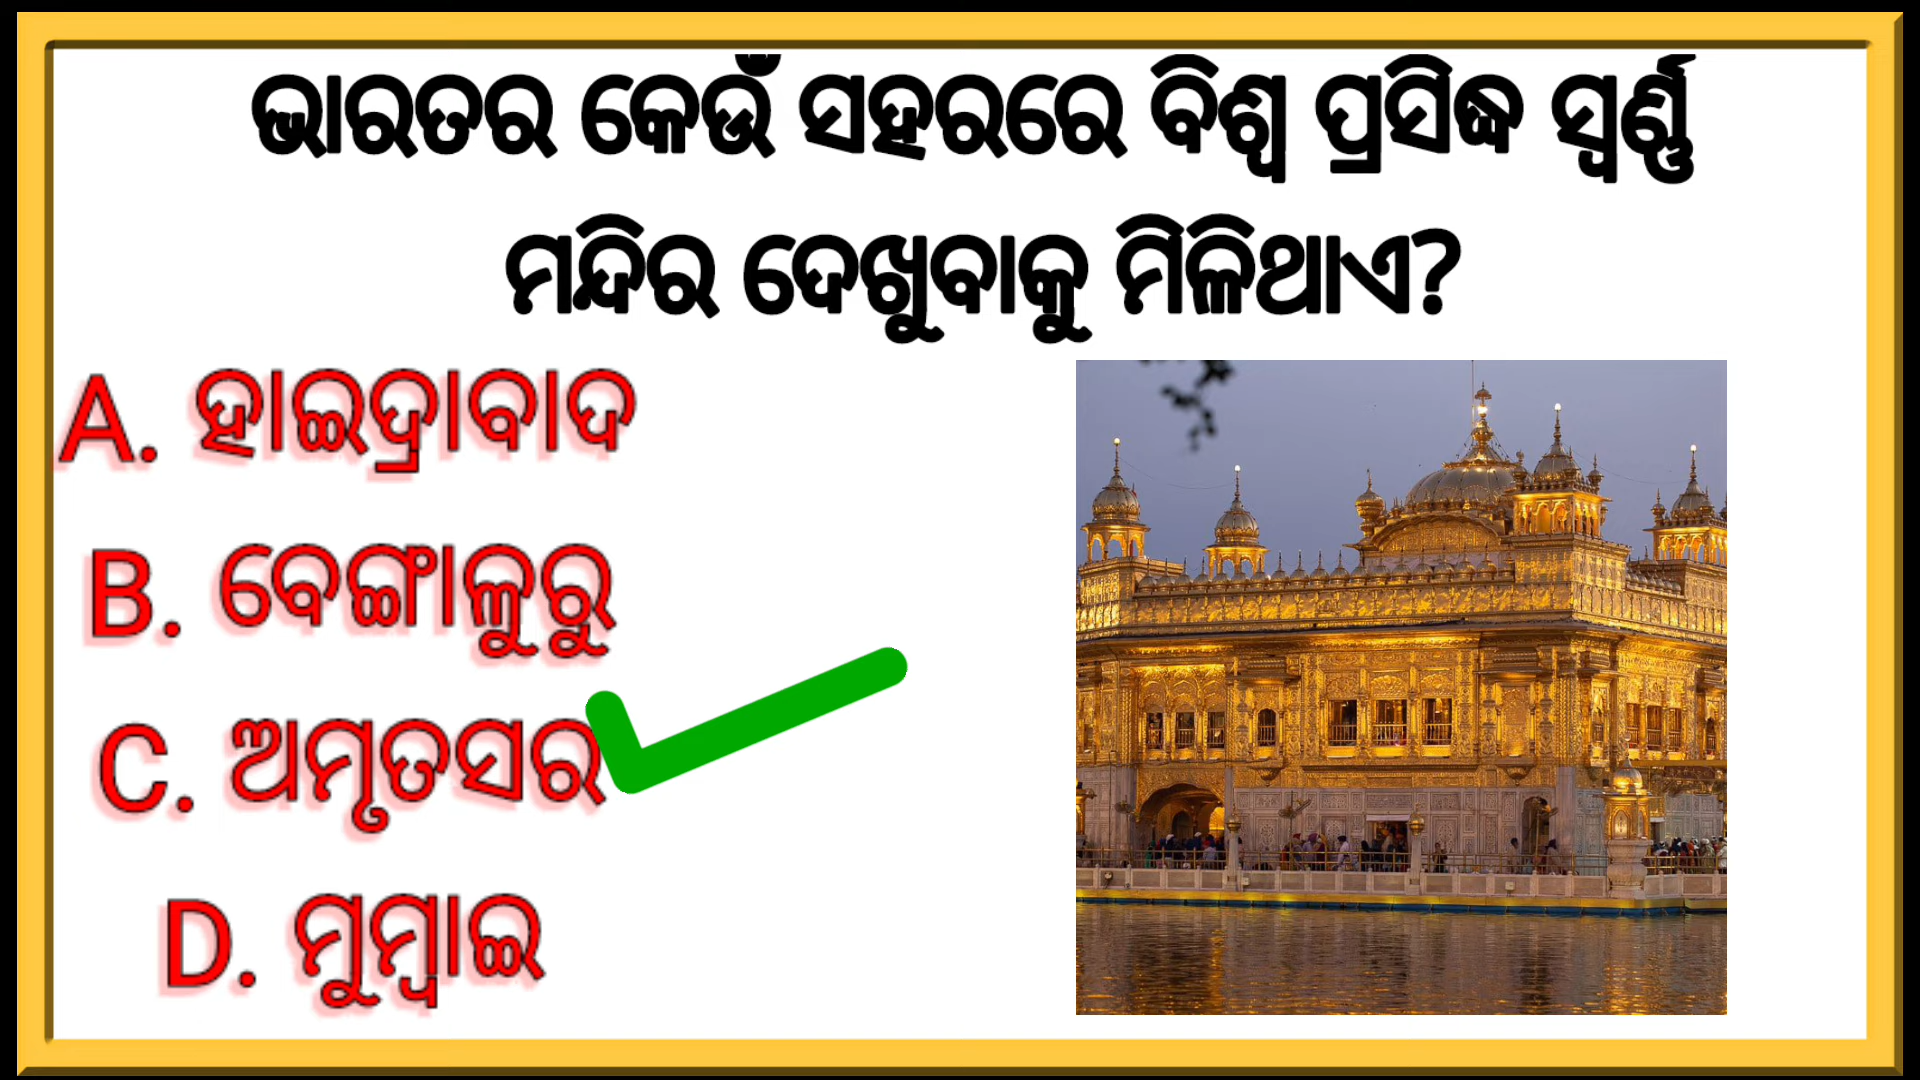 ଭାରତର କେଉଁ ସହରରେ ବିଶ୍ୱ ପ୍ରସିଦ୍ଧ ସ୍ୱର୍ଣ୍ଣ
ମନ୍ଦିର ଦେଖୁବାକୁ ମିଳିଥାଏ?
A. ହାଇଦ୍ରାବାଦ
B. ବେଙ୍ଗାଳୁରୁ
C. ଅମୃତସର
D. ମୁମ୍ବାଇ